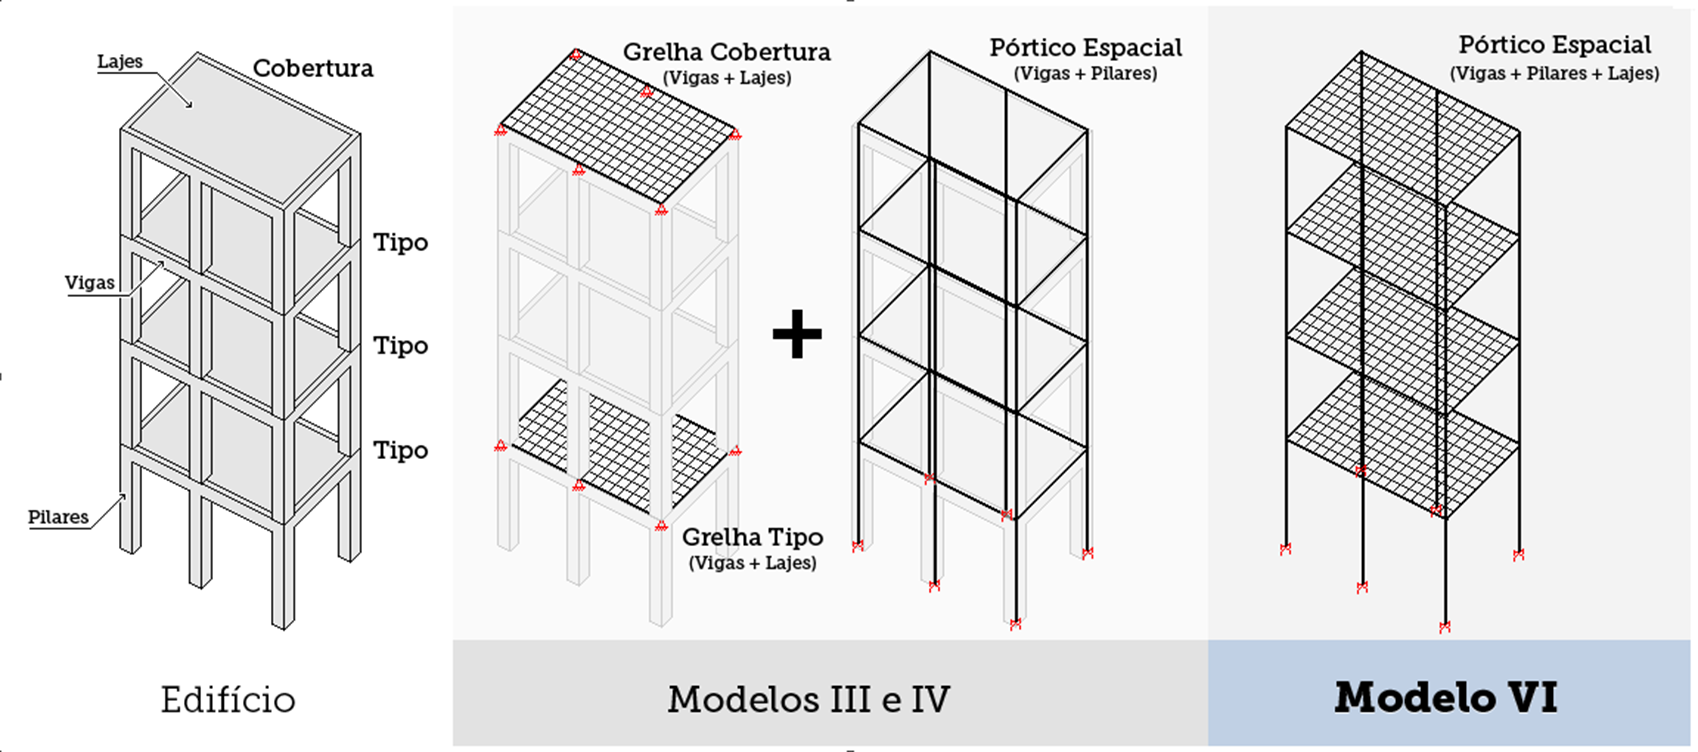 Lajes
Cobertura
Tipo
Vigas
Tipo
Tipo
Pilares
Edifício
Grelha Cobertura
(Vigas + Lajes)
Grelha Tipo
(Vigas + Lajes)
+
Pórtico Espacial
(Vigas + Pilares)
Modelos III e IV
Pórtico Espacial
(Vigas + Pilares + Lajes)
Modelo VI